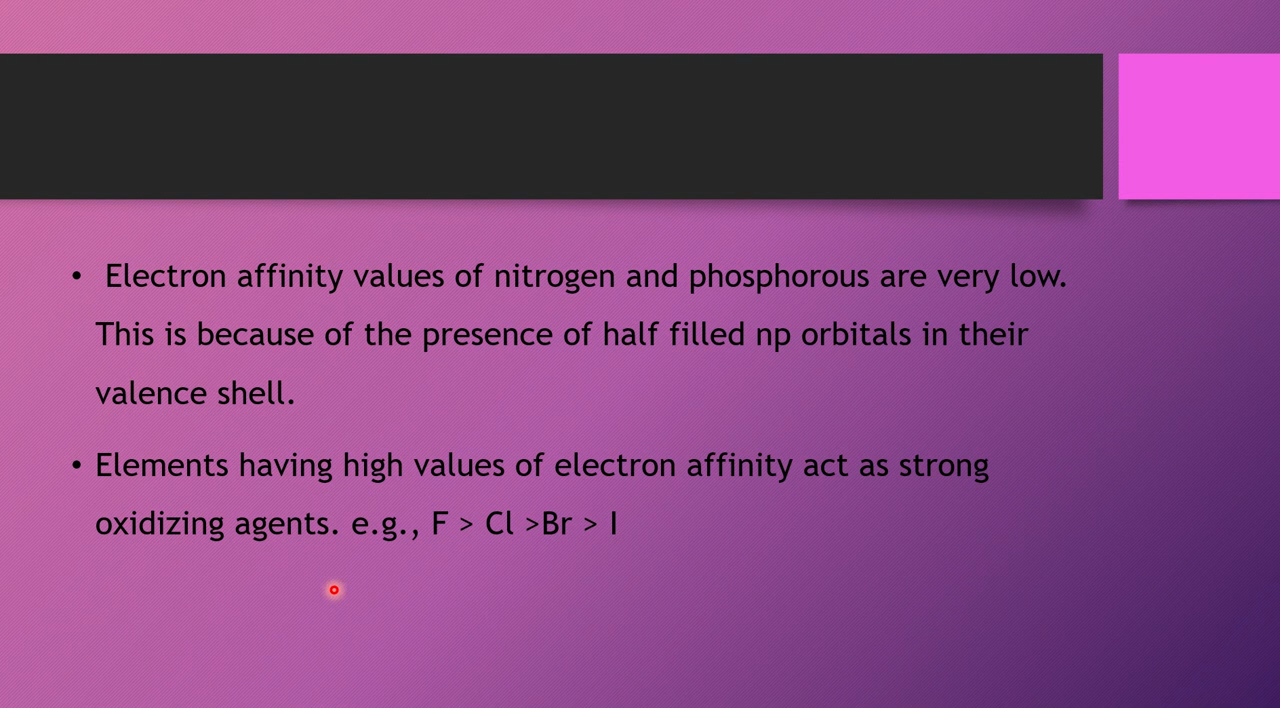 • Electron affinity values of nitrogen and phosphorous are very low.
This is because of the presence of half filled np orbitals in their
valence shell.
• Elements having high values of electron affinity act as strong
oxidizing agents. e.g., F > Cl >Br > I